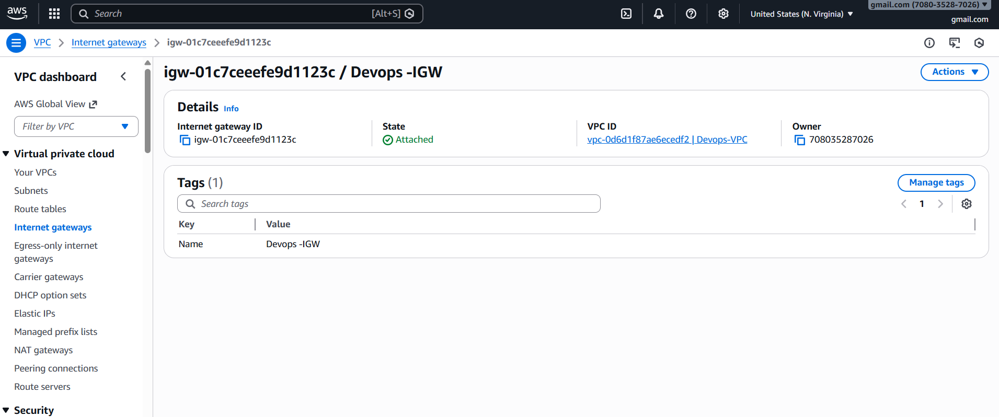 aws
Search
[Alt+S]
United States (N. Virginia)
gmail.com (7080-3528-7026)
gmail.com
VPC
Internet gateways
igw-01c7ceeefe9d1123c
VPC dashboard
AWS Global View
Filter by VPC
Virtual private cloud
Your VPCs
Subnets
Route tables
Internet gateways
Egress-only internet
gateways
Carrier gateways
DHCP option sets
Elastic IPs
Managed prefix lists
NAT gateways
Peering connections
Route servers
Security
igw-01c7ceeefe9d1123c / Devops -IGW
Actions
Details Info
Internet gateway ID
igw-01c7ceeefe9d1123c
State
Attached
VPC ID
vpc-0d6d1f87ae6ecedf2 | Devops-VPC
Owner
708035287026
Tags (1)
Manage tags
Search tags
1
Key Value
Name Devops -IGW